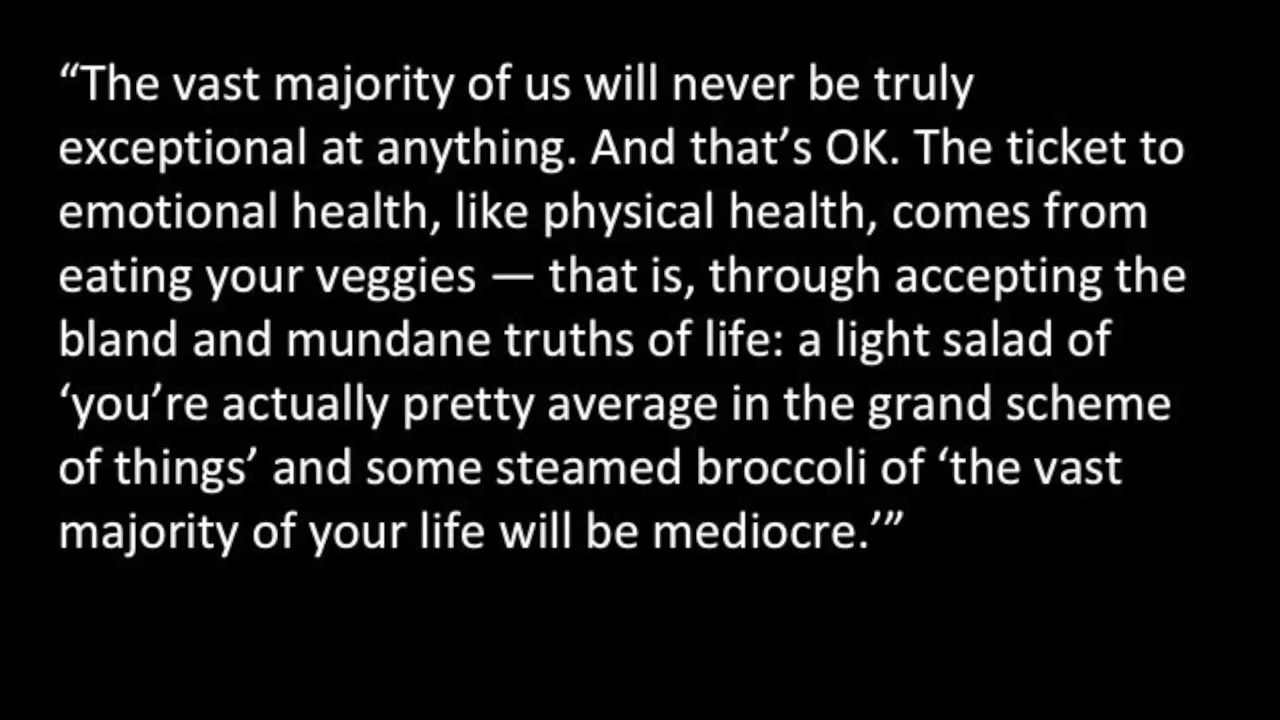 “The vast majority of us will never be truly
exceptional at anything. And that’s OK. The ticket to
emotional health, like physical health, comes from
eating your veggies — that is, through accepting the
bland and mundane truths of life: a light salad of
‘you’re actually pretty average in the grand scheme
of things’ and some steamed broccoli of ‘the vast
majority of your life will be mediocre.’”